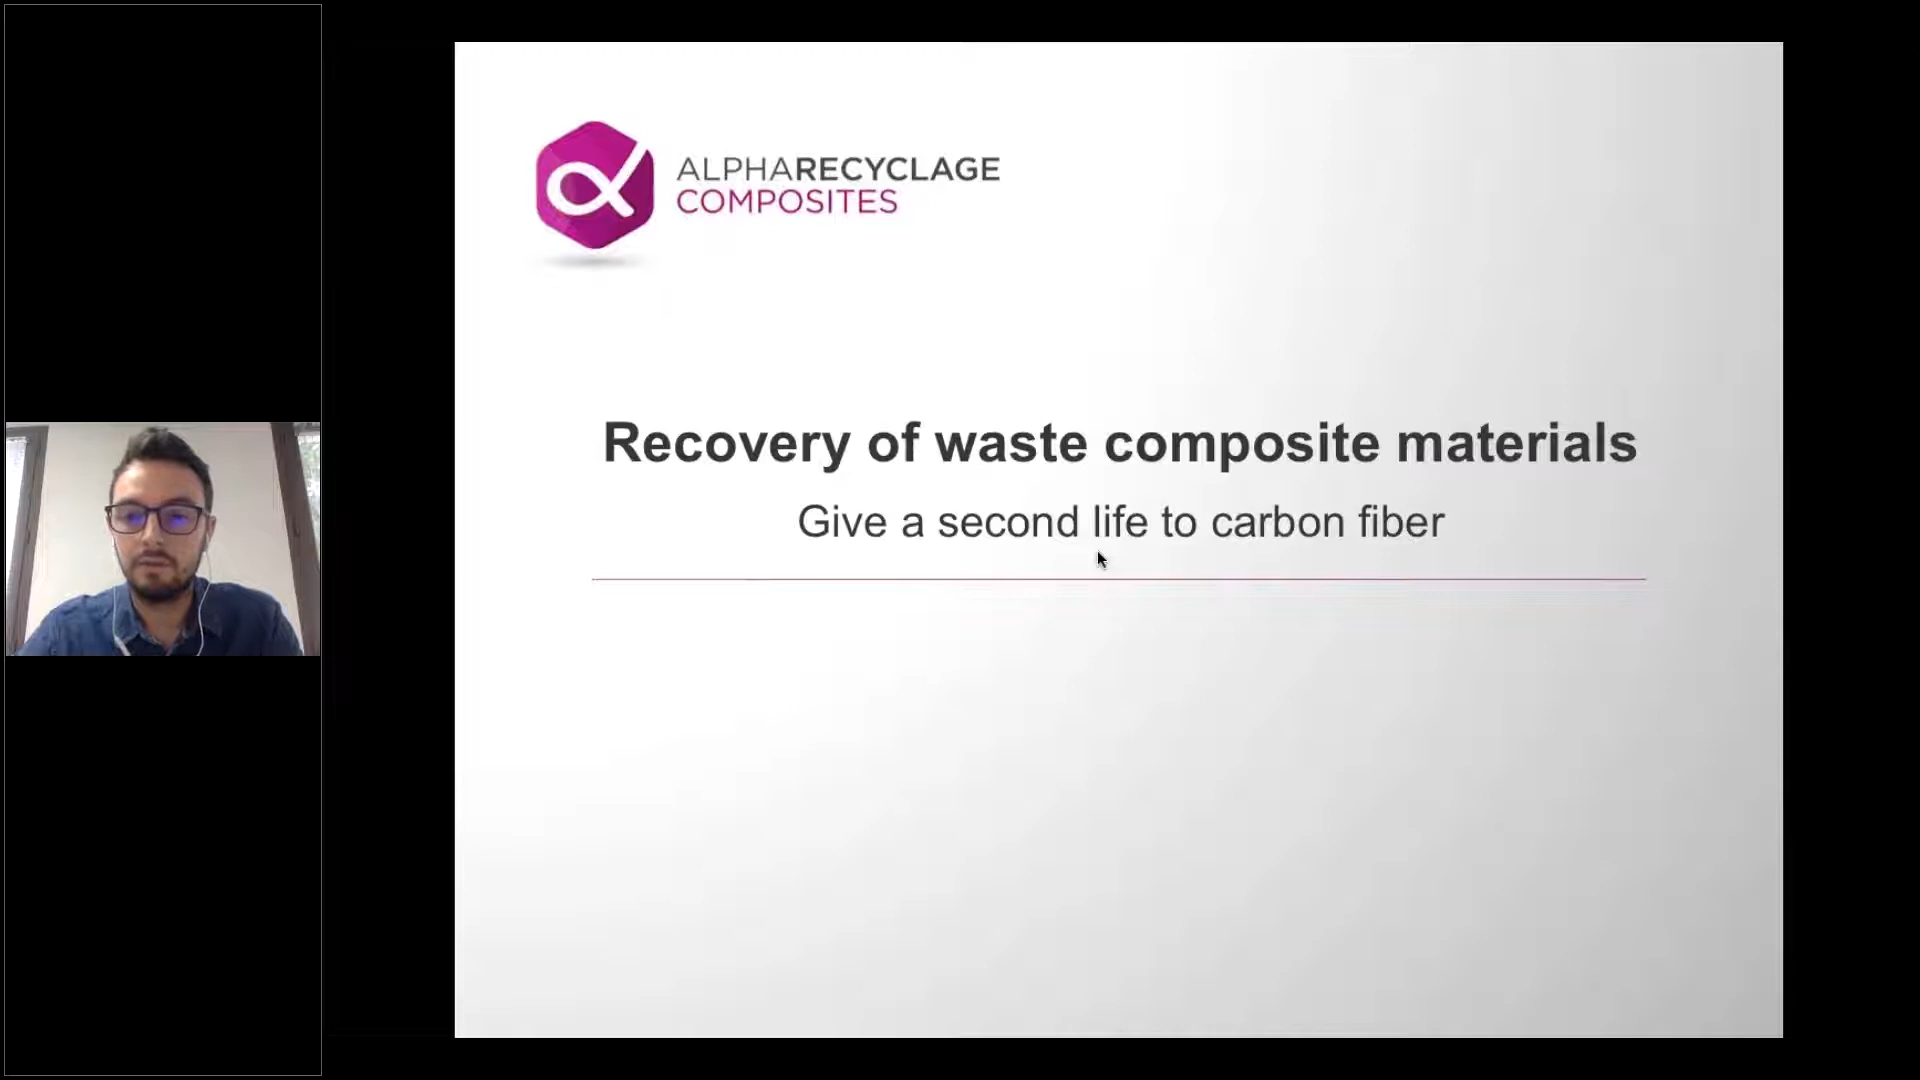 ALPHARECYCLAGE
COMPOSITES
Recovery of waste composite materials
Give a second life to carbon fiber